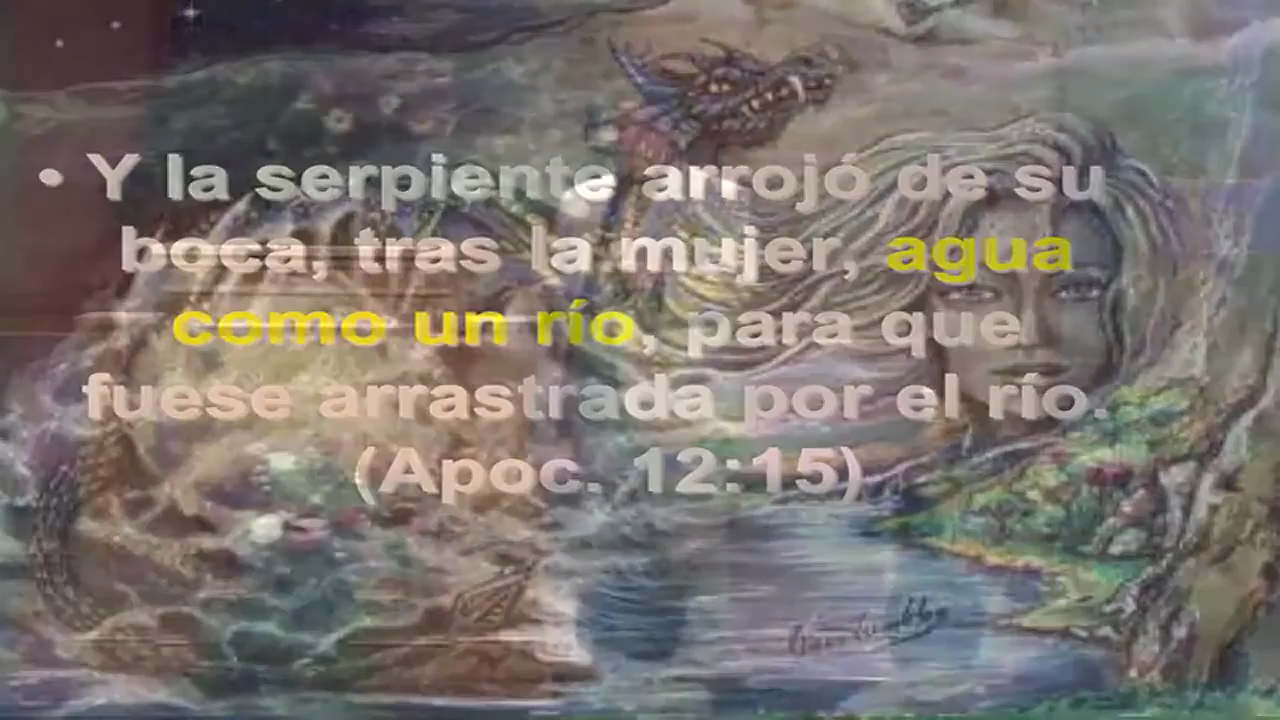 • Y la serpiente arrojó de su
boca, tras la mujer, agua
como un río, para que
fuese arrastrada por el río.
(Apoc. 12:15)